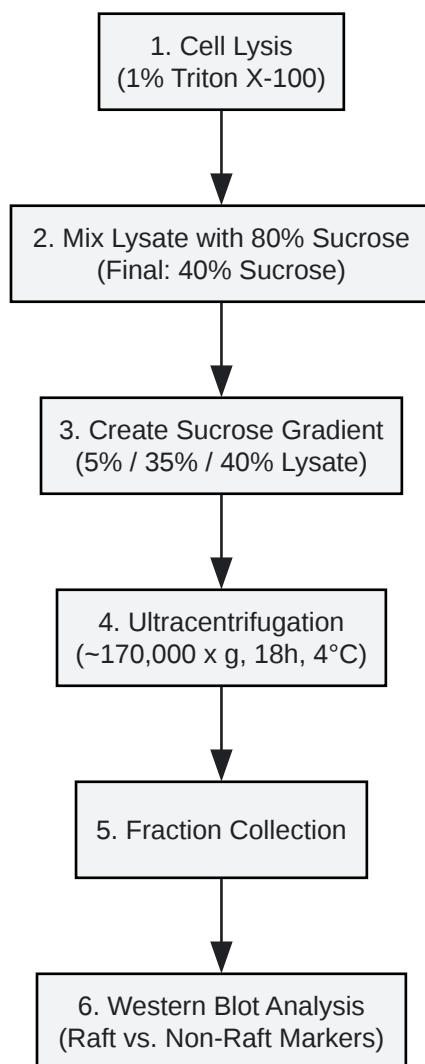 1. Cell Lysis
(1% Triton X-100)
2. Mix Lysate with 80% Sucrose
(Final: 40% Sucrose)
3. Create Sucrose Gradient
(5% / 35% / 40% Lysate)
4. Ultracentrifugation
(~170,000 x g, 18h, 4°C)
5. Fraction Collection
6. Western Blot Analysis
(Raft vs. Non-Raft Markers)